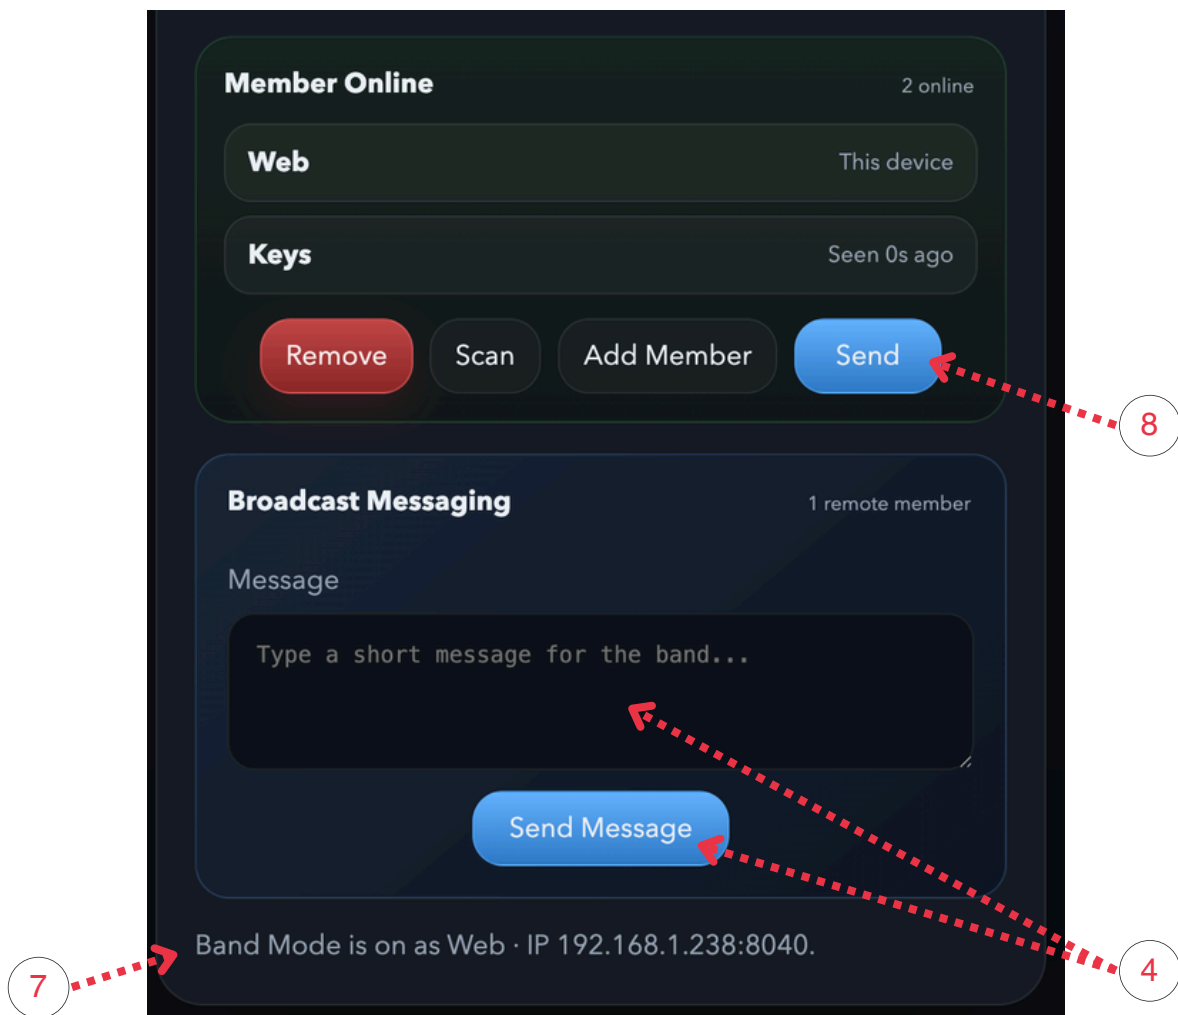 Member Online
2 online
Web
This device
Keys
Seen 0s ago
Remove
Scan
Add Member
Send
8
Broadcast Messaging
1 remote member
Message
Type a short message for the band...
Send Message
Band Mode is on as Web · IP 192.168.1.238:8040.
7
4